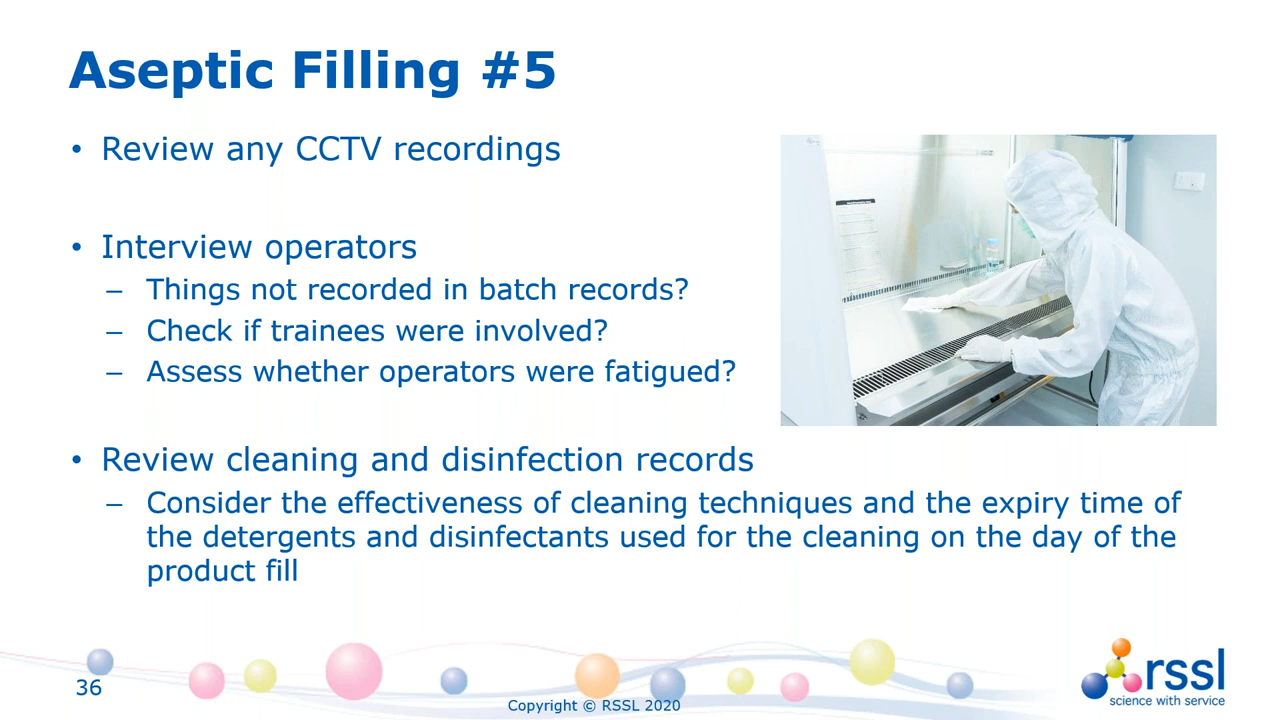 Aseptic Filling #5
• Review any CCTV recordings
• Interview operators
– Things not recorded in batch records?
– Check if trainees were involved?
– Assess whether operators were fatigued?
• Review cleaning and disinfection records
– Consider the effectiveness of cleaning techniques and the expiry time of
the detergents and disinfectants used for the cleaning on the day of the
product fill
36
Copyright © RSSL 2020
rssl
science with service